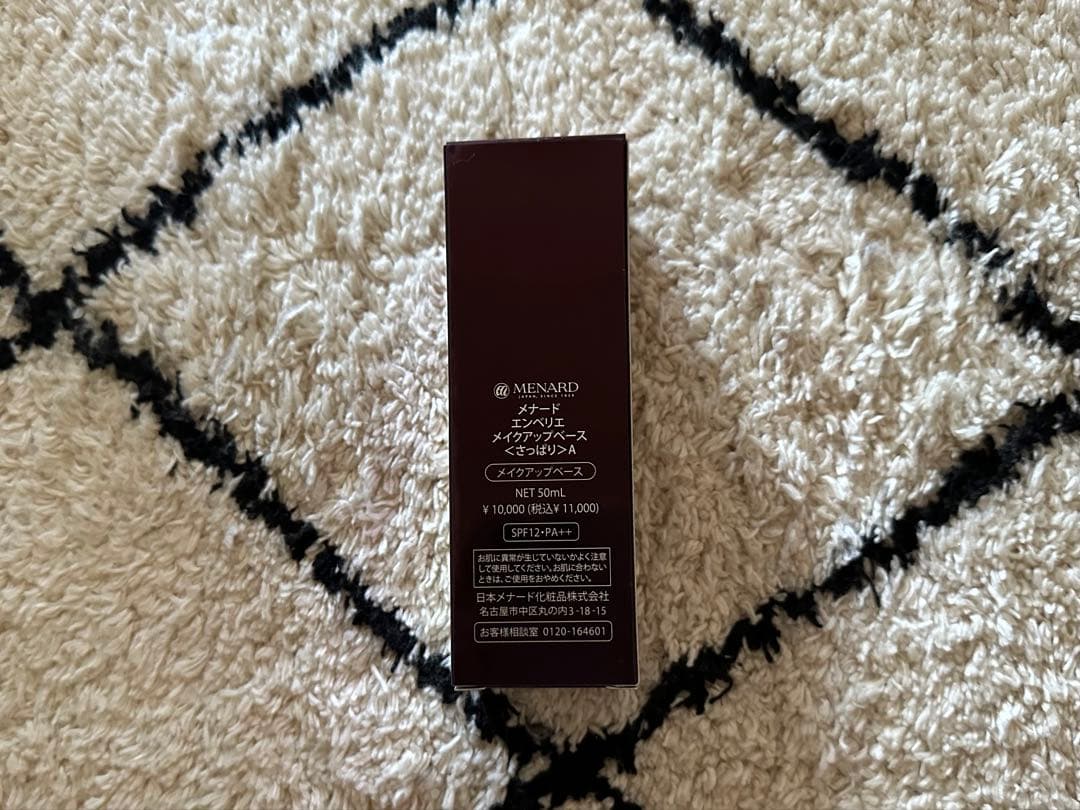 MENARD
JAPAN, SINCE 1959
メナード
エンベリエ
メイクアップベース
<さっぱり>A
メイクアップベース
NET 50mL
¥ 10,000 (税込¥ 11,000)
SPF12・PA++
お肌に異常が生じていないかよく注意
して使用してください。お肌に合わない
ときは、ご使用をおやめください。
日本メナード化粧品株式会社
名古屋市中区丸の内3-18-15
お客様相談室 0120-164601